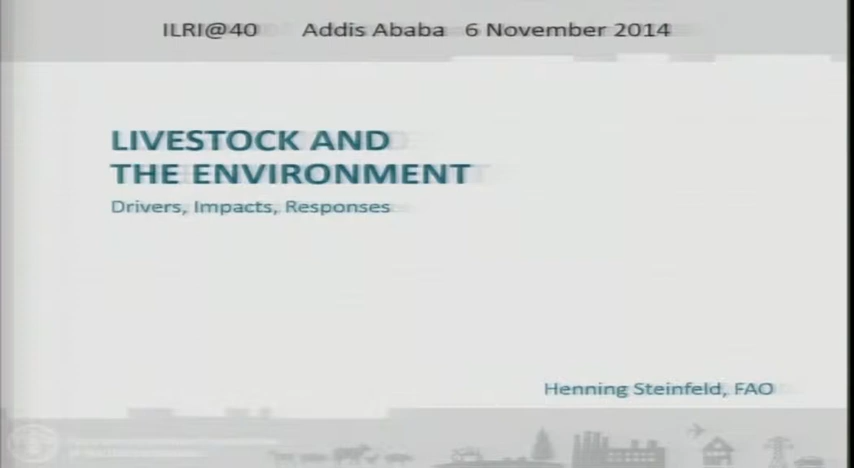 ILRI@40 Addis Ababa 6 November 2014
LIVESTOCK AND
THE ENVIRONMENT
Drivers, Impacts, Responses
Henning Steinfeld, FAO